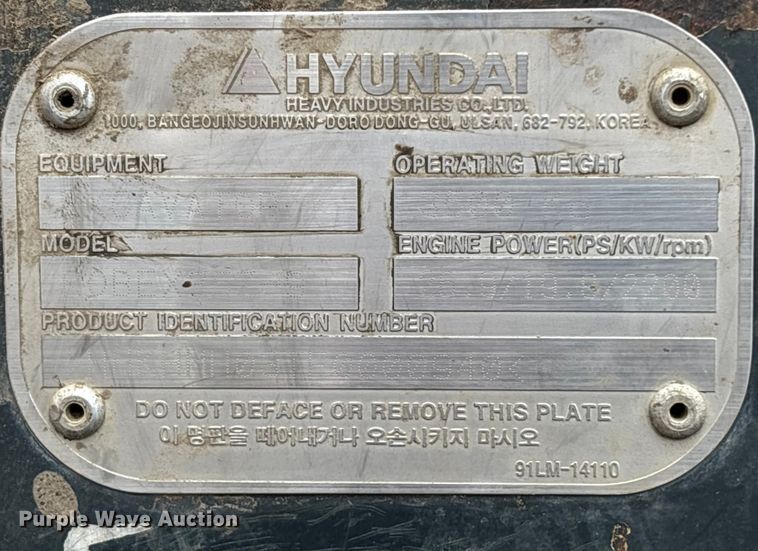 HYUNDAI
HEAVY INDUSTRIES CO.,LTD.
1000, BANGEOJINSUNHWAN-DORO DONG-GU, ULSAN, 682-792, KOREA
EQUIPMENT
OPERATING WEIGHT
MODEL
ENGINE POWER(PS/KW/rpm)
PRODUCT IDENTIFICATION NUMBER
DO NOT DEFACE OR REMOVE THIS PLATE
이 명판을 떼어내거나 오손시키지 마시오
91LM-14110
Purple Wave Auction